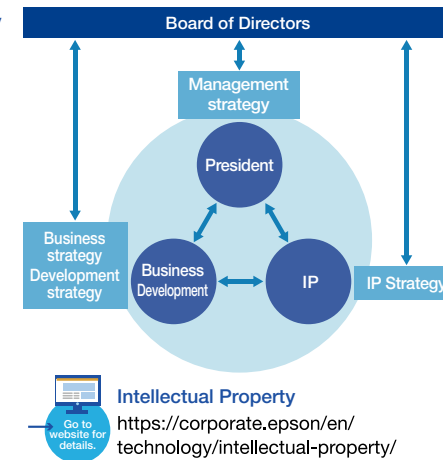 Board of Directors
Management
strategy
President
Business
strategy
Development
strategy
Business
Development
IP
IP Strategy
Go to
website for
details.
Intellectual Property
https://corporate.epson/en/
technology/intellectual-property/